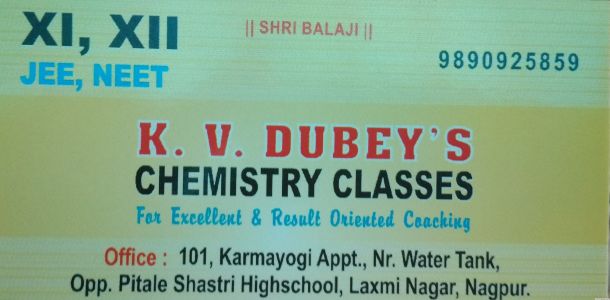 XI, XII
|| SHRI BALAJI ||
JEE, NEET
9890925859
K. V. DUBEY'S
CHEMISTRY CLASSES
For Excellent & Result Oriented Coaching
Office : 101, Karmayogi Appt., Nr. Water Tank,
Opp. Pitale Shastri Highschool, Laxmi Nagar, Nagpur.